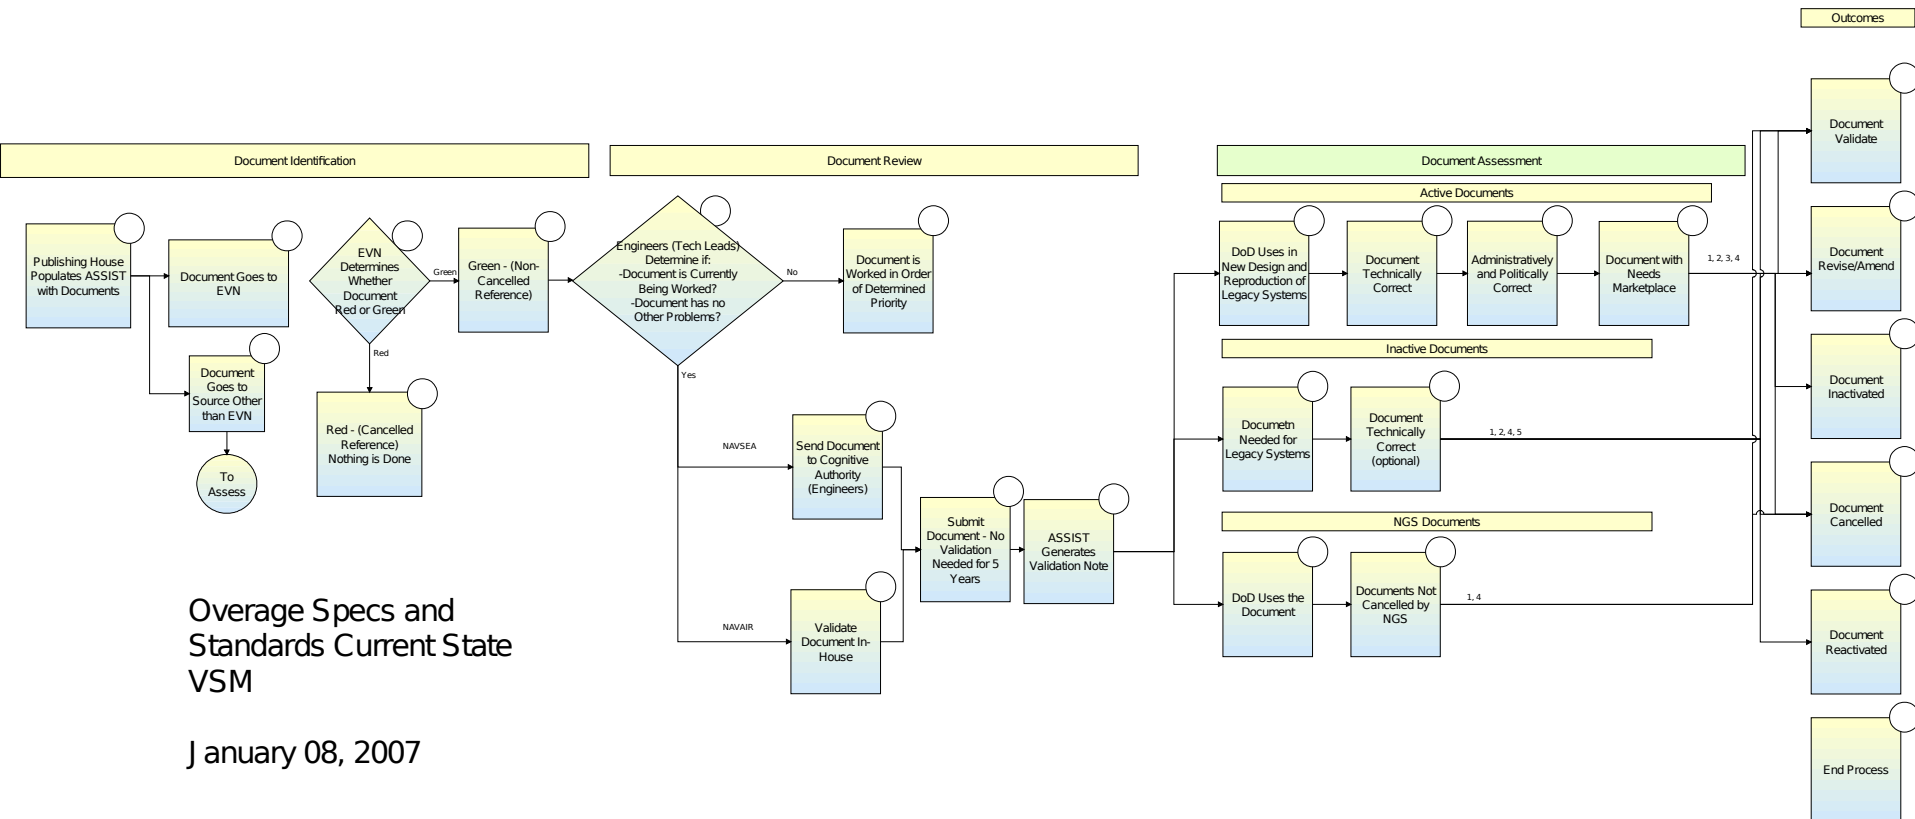 Outcomes
Document Identification
Document Review
Document Assessment
Active Documents
Publishing House
Populates ASSIST
with Documents
Document Goes to
EVN
Document
Goes to
Source Other
than EVN
To
Assess
EVN
Determines
Whether
Document
Red or Green
Green
Red
Green - (Non-
Cancelled
Reference)
Red - (Cancelled
Reference)
Nothing is Done
Engineers (Tech Leads)
Determine if:
-Document is Currently
Being Worked?
-Document has no
Other Problems?
No
Yes
Document is
Worked in Order
of Determined
Priority
NAVSEA
Send Document
to Cognitive
Authority
(Engineers)
NAVAIR
Validate
Document In-
House
Submit
Document - No
Validation
Needed for 5
Years
ASSIST
Generates
Validation Note
DoD Uses in
New Design and
Reproduction of
Legacy Systems
Document
Technically
Correct
Administratively
and Politically
Correct
Document with
Needs
Marketplace
1, 2, 3, 4
Inactive Documents
Documetn
Needed for
Legacy Systems
Document
Technically
Correct
(optional)
1, 2, 4, 5
NGS Documents
DoD Uses the
Document
Documents Not
Cancelled by
NGS
1, 4
Document
Validate
Document
Revise/Amend
Document
Inactivated
Document
Cancelled
Document
Reactivated
End Process
Overage Specs and
Standards Current State
VSM
January 08, 2007